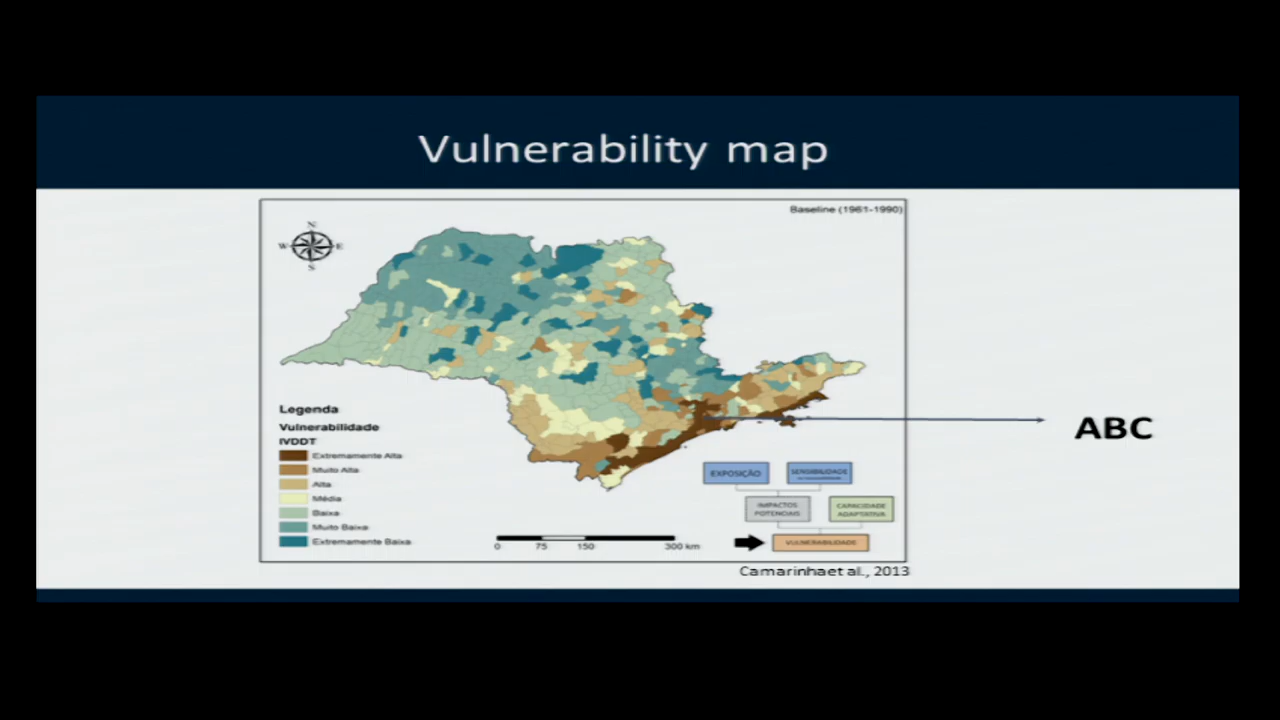 Vulnerability map
Baseline (1961-1990)
N
W E
S
ABC
Legenda
Vulnerabilidade
IVDDT
Extremamente Alta
Muito Alta
Alta
Média
Baixa
Muito Baixa
Extremamente Baixa
0 75 150 300 km
EXPOSIÇÃO
SENSIBILIDADE
IMPACTOS
POTENCIAIS
CAPACIDADE
ADAPTATIVA
VULNERABILIDADE
Camarinhaet al., 2013